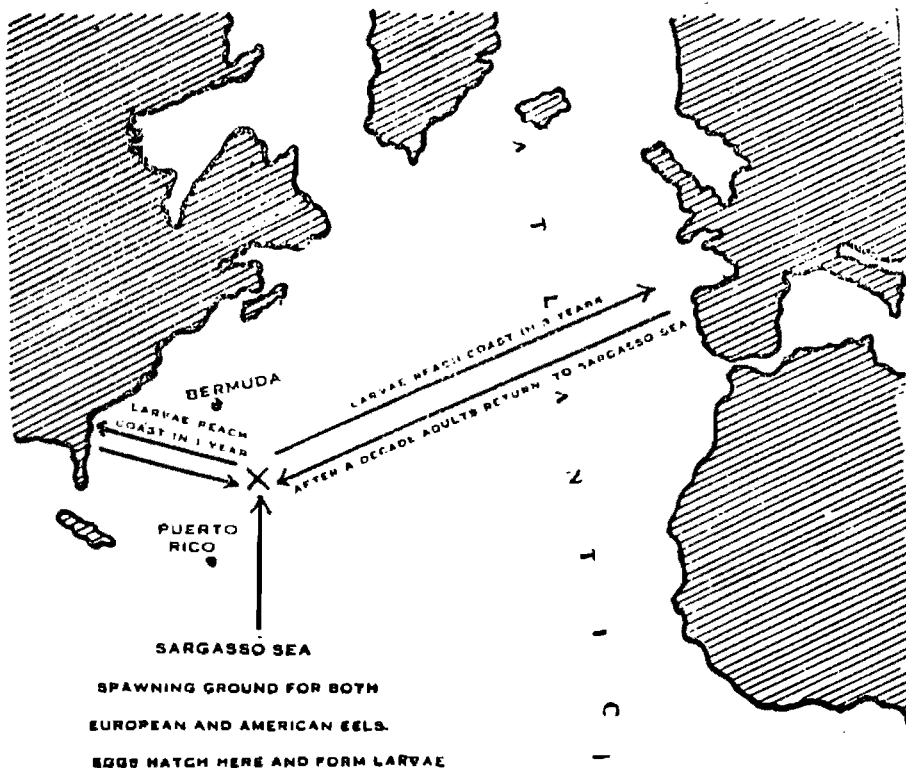 A
T
L
A
N
T
I
C
LARVAE REACH COAST IN 3 YEARS
AFTER A DECADE ADULTS RETURN TO SARGASSO SEA
BERMUDA
LARVAE REACH
COAST IN 1 YEAR
PUERTO
RICO
SARGASSO SEA
SPAWNING GROUND FOR BOTH
EUROPEAN AND AMERICAN EELS.
EGGS HATCH HERE AND FORM LARVAE